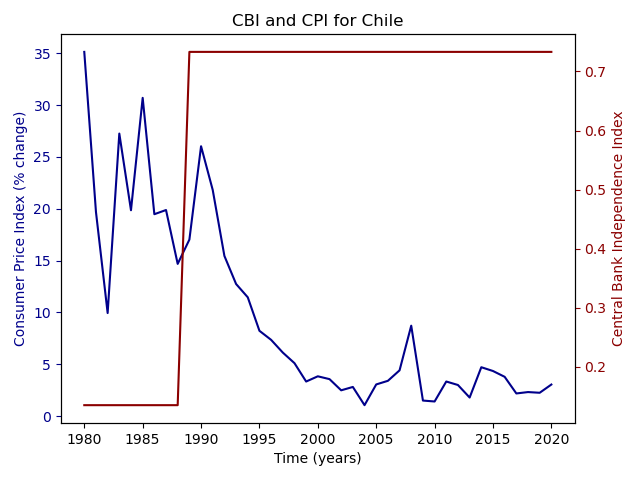 CBI and CPI for Chile
Consumer Price Index (% change)
35
30
25
20
15
10
5
0
0.7
0.6
0.5
0.4
0.3
0.2
Central Bank Independence Index
1980 1985 1990 1995 2000 2005 2010 2015 2020
Time (years)